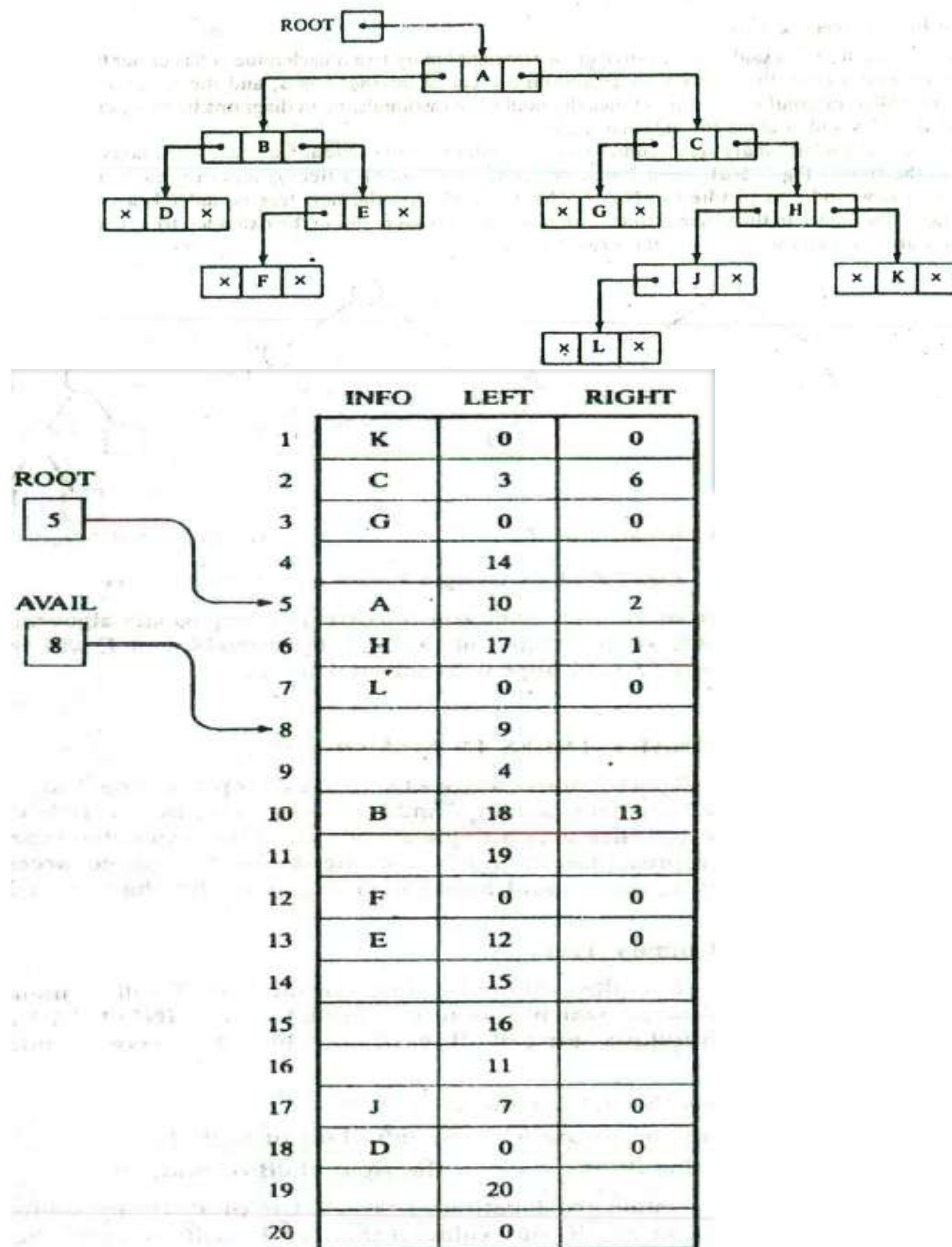 ROOT
A
B C
× D × E × × G × H
× F × J × × K ×
× L ×
INFO LEFT RIGHT
1 K 0 0
2 C 3 6
3 G 0 0
4 14
5 A 10 2
6 H 17 1
7 L 0 0
8 9
9 4
10 B 18 13
11 19
12 F 0 0
13 E 12 0
14 15
15 16
16 11
17 J 7 0
18 D 0 0
19 20
20 0
ROOT
5
AVAIL
8